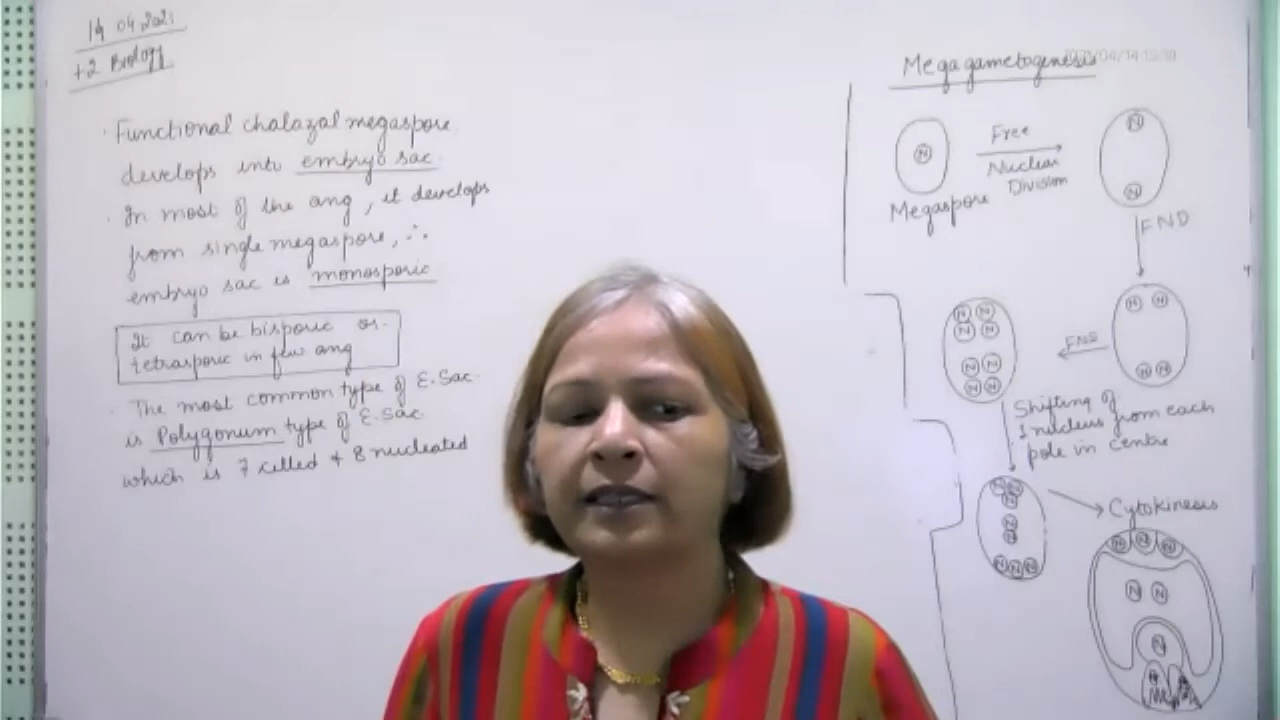 14 04 2021
+2 Biology
· Functional chalazal megaspore
develops into embryo sac.
· In most of the ang, it develops
from single megaspore, ∴
embryo sac is monosporic
It can be bisporic or
tetrasporic in few ang
· The most common type of E. Sac
is Polygonum type of E. Sac
which is 7 celled + 8 nucleated
Megagametogenesis
N
Free
Nuclear
Division
Megaspore
N
N
FND
N N
N N
FND
N N
N N
N N
N N
Shifting of
1 nucleus from each
pole in centre
N N
N
N
N
N N N
Cytokinesis
N N N
N N
N
N N